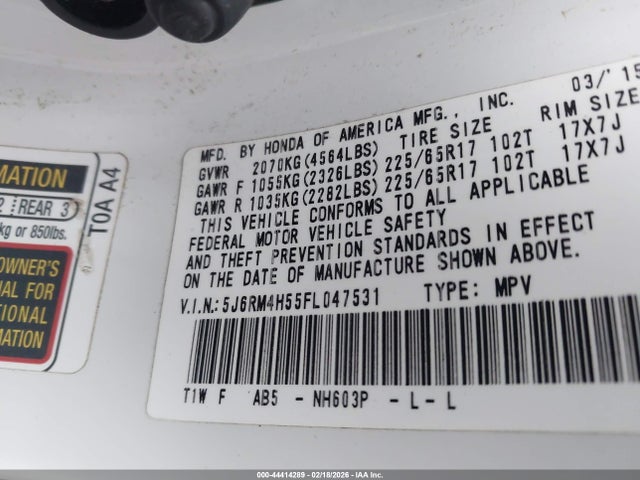 MFD. BY HONDA OF AMERICA MFG., INC. 03/'15
GVWR 2070KG(4564LBS) TIRE SIZE RIM SIZE
GAWR F 1055KG(2326LBS) 225/65R17 102T 17X7J
GAWR R 1035KG(2282LBS) 225/65R17 102T 17X7J
THIS VEHICLE CONFORMS TO ALL APPLICABLE
FEDERAL MOTOR VEHICLE SAFETY
AND THEFT PREVENTION STANDARDS IN EFFECT
ON THE DATE OF MANUFACTURE SHOWN ABOVE.
V.I.N.:5J6RM4H55FL047531 TYPE: MPV
T1W F AB5 - NH603P - L - L
MATION
2 REAR 3
kg or 850lbs.
OWNER'S
AL FOR
TIONAL
MATION
T0A A4
000-44414289 - 02/18/2026 - IAA Inc.